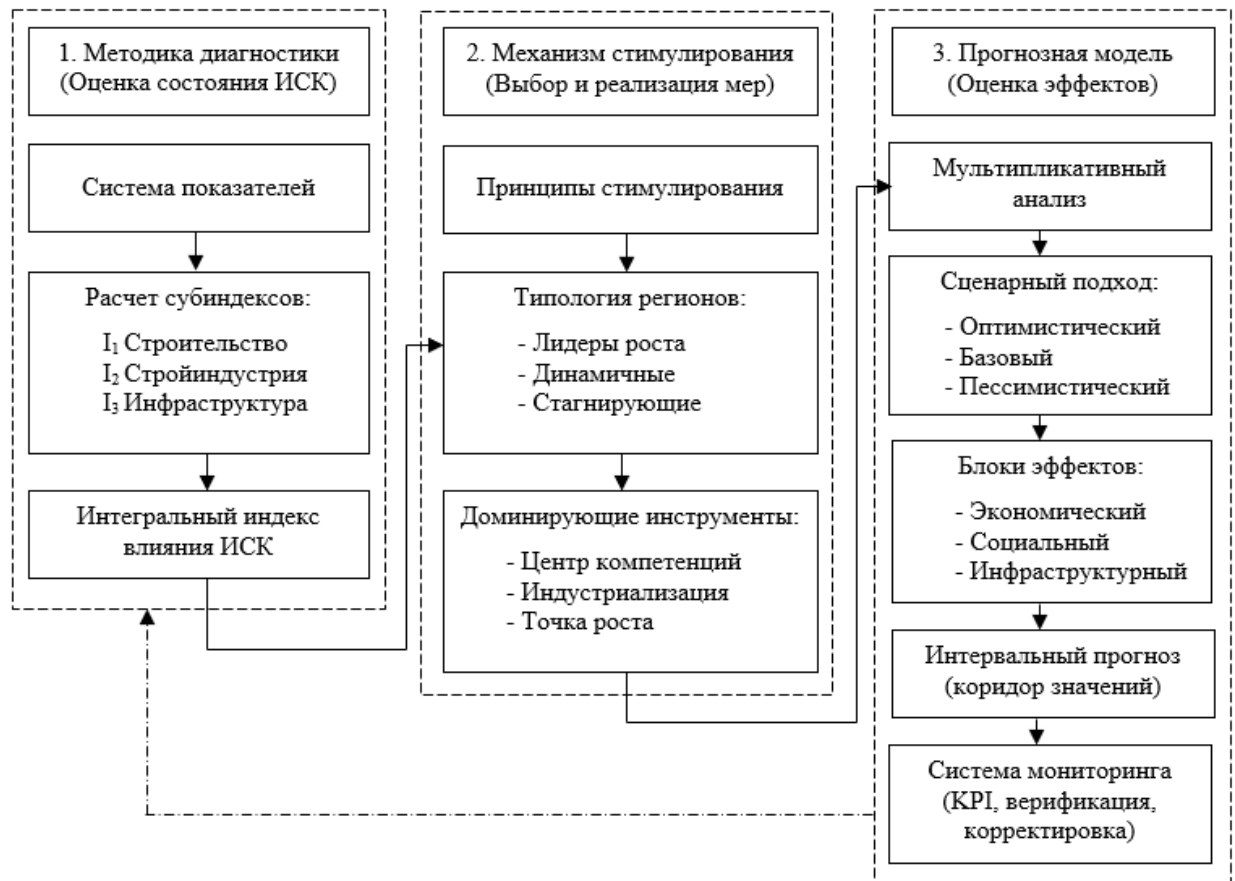 1. Методика диагностики
(Оценка состояния ИСК)
Система показателей
Расчет субиндексов:
I₁ Строительство
I₂ Стройиндустрия
I₃ Инфраструктура
Интегральный индекс
влияния ИСК
2. Механизм стимулирования
(Выбор и реализация мер)
Принципы стимулирования
Типология регионов:
- Лидеры роста
- Динамичные
- Стагнирующие
Доминирующие инструменты:
- Центр компетенций
- Индустриализация
- Точка роста
3. Прогнозная модель
(Оценка эффектов)
Мультипликативный
анализ
Сценарный подход:
- Оптимистический
- Базовый
- Пессимистический
Блоки эффектов:
- Экономический
- Социальный
- Инфраструктурный
Интервальный прогноз
(коридор значений)
Система мониторинга
(KPI, верификация,
корректировка)